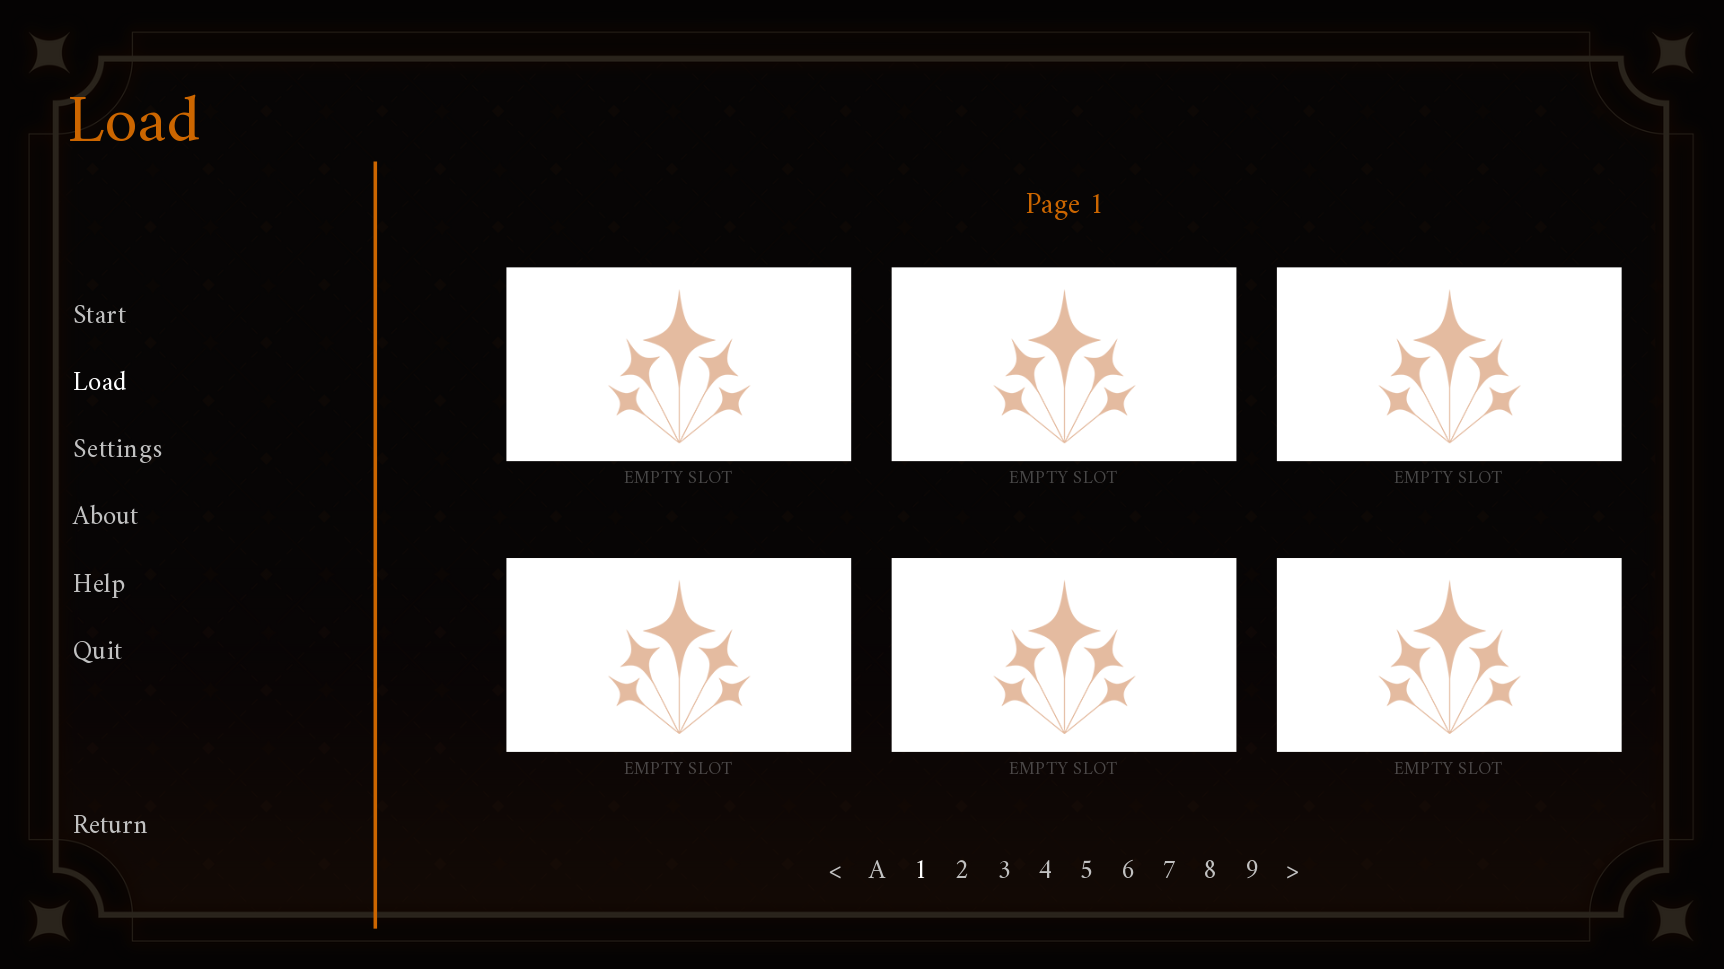 Load
Start
Load
Settings
About
Help
Quit
Return
Page 1
EMPTY SLOT
EMPTY SLOT
EMPTY SLOT
EMPTY SLOT
EMPTY SLOT
EMPTY SLOT
< A 1 2 3 4 5 6 7 8 9 >